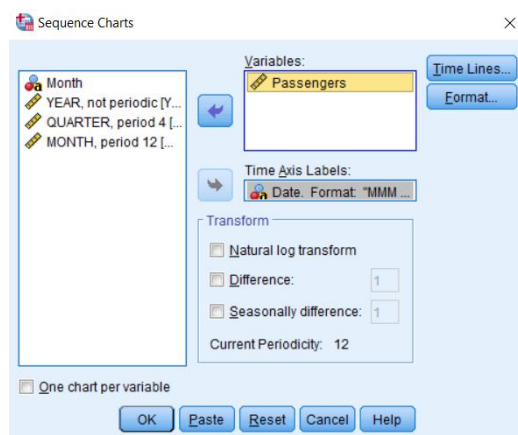 Sequence Charts
Variables:
Month
YEAR, not periodic [Y...
QUARTER, period 4 [...
MONTH, period 12 [...
Passengers
Time Lines...
Format...
Time Axis Labels:
Date. Format: "MMM ...
Transform
Natural log transform
Difference: 1
Seasonally difference: 1
Current Periodicity: 12
One chart per variable
OK Paste Reset Cancel Help